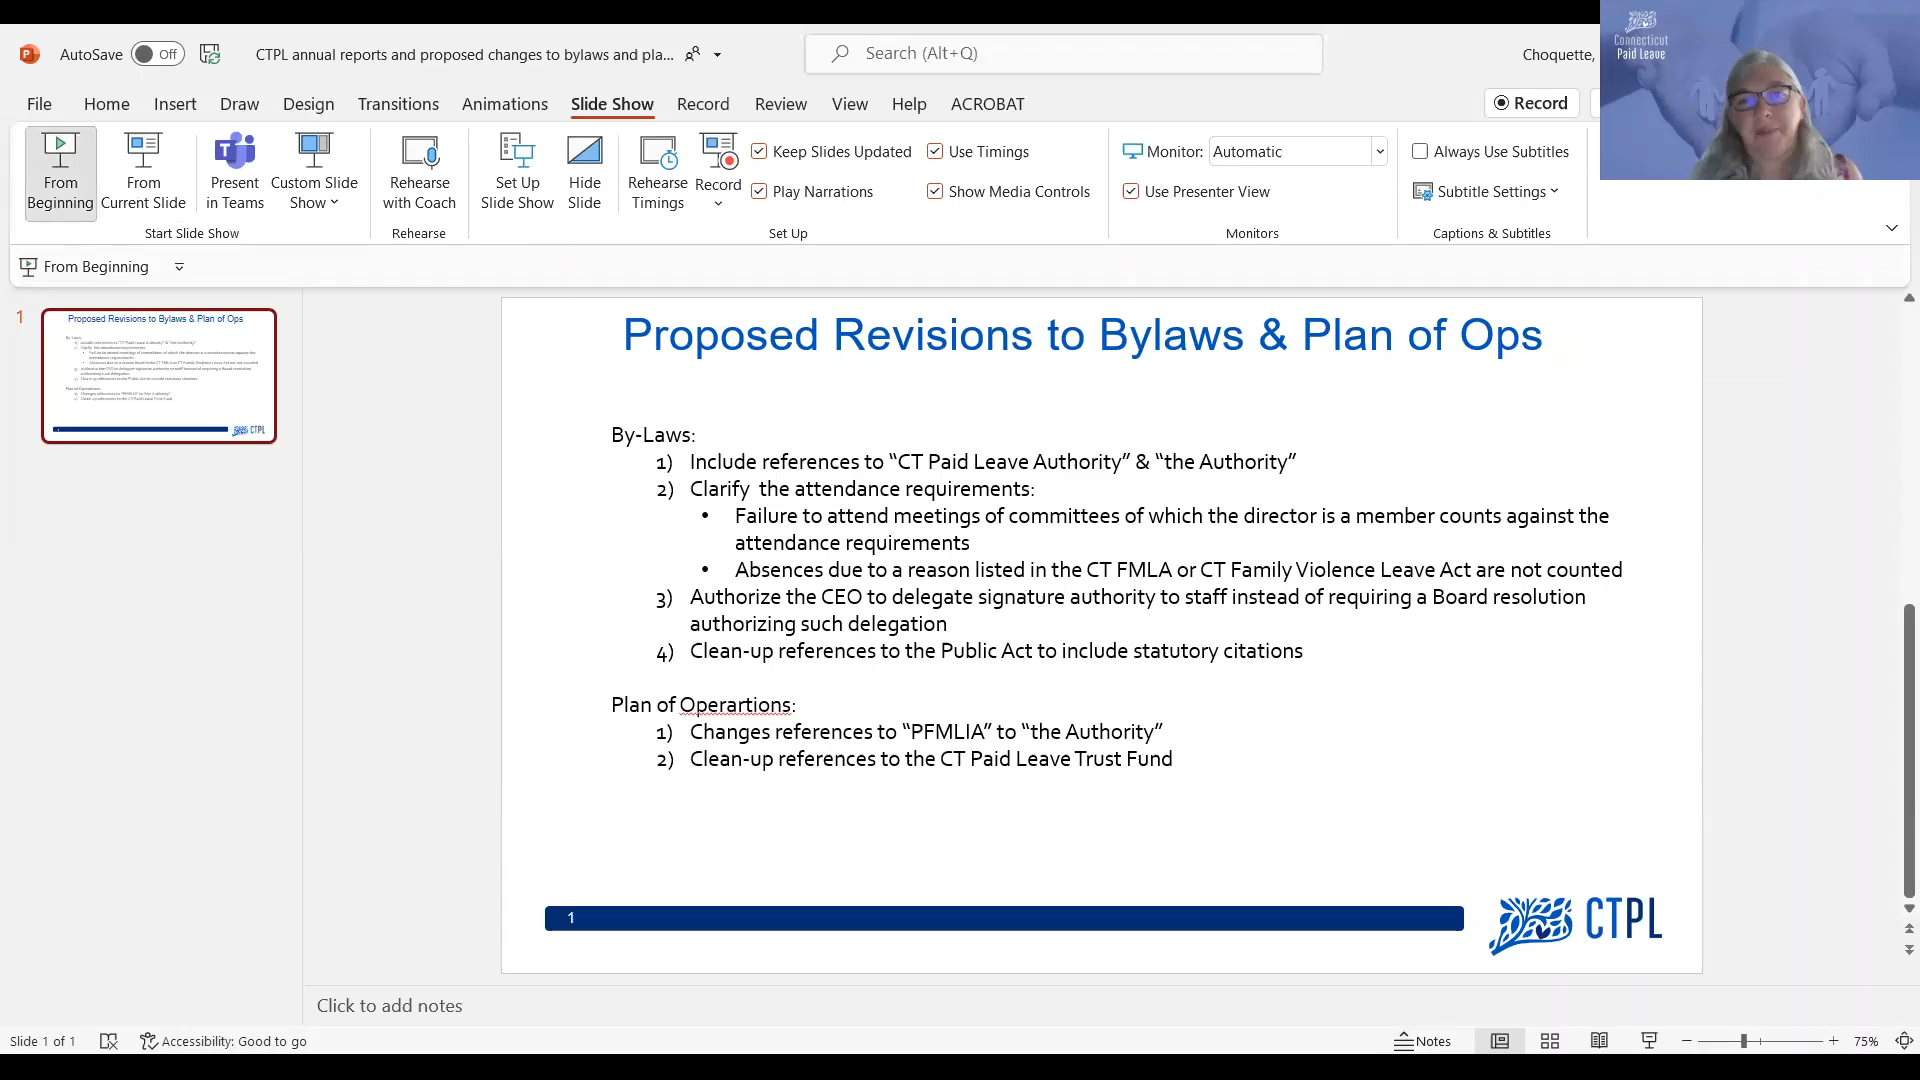 AutoSave Off CTPL annual reports and proposed changes to bylaws and pla... Search (Alt+Q) Choquette,
Connecticut
Paid Leave
File Home Insert Draw Design Transitions Animations Slide Show Record Review View Help ACROBAT Record
From Beginning
From Current Slide
Present in Teams
Custom Slide Show
Start Slide Show
Rehearse with Coach
Rehearse
Set Up Slide Show
Hide Slide
Rehearse Timings
Record
Keep Slides Updated
Use Timings
Play Narrations
Show Media Controls
Set Up
Monitor: Automatic
Use Presenter View
Monitors
Always Use Subtitles
Subtitle Settings
Captions & Subtitles
From Beginning
1
Proposed Revisions to Bylaws & Plan of Ops
CTPL
Proposed Revisions to Bylaws & Plan of Ops
By-Laws:
1) Include references to “CT Paid Leave Authority” & “the Authority”
2) Clarify  the attendance requirements:
• Failure to attend meetings of committees of which the director is a member counts against the
attendance requirements
• Absences due to a reason listed in the CT FMLA or CT Family Violence Leave Act are not counted
3) Authorize the CEO to delegate signature authority to staff instead of requiring a Board resolution
authorizing such delegation
4) Clean-up references to the Public Act to include statutory citations
Plan of Operartions:
1) Changes references to “PFMLIA” to “the Authority”
2) Clean-up references to the CT Paid Leave Trust Fund
1
CTPL
Click to add notes
Slide 1 of 1 Accessibility: Good to go Notes 75%